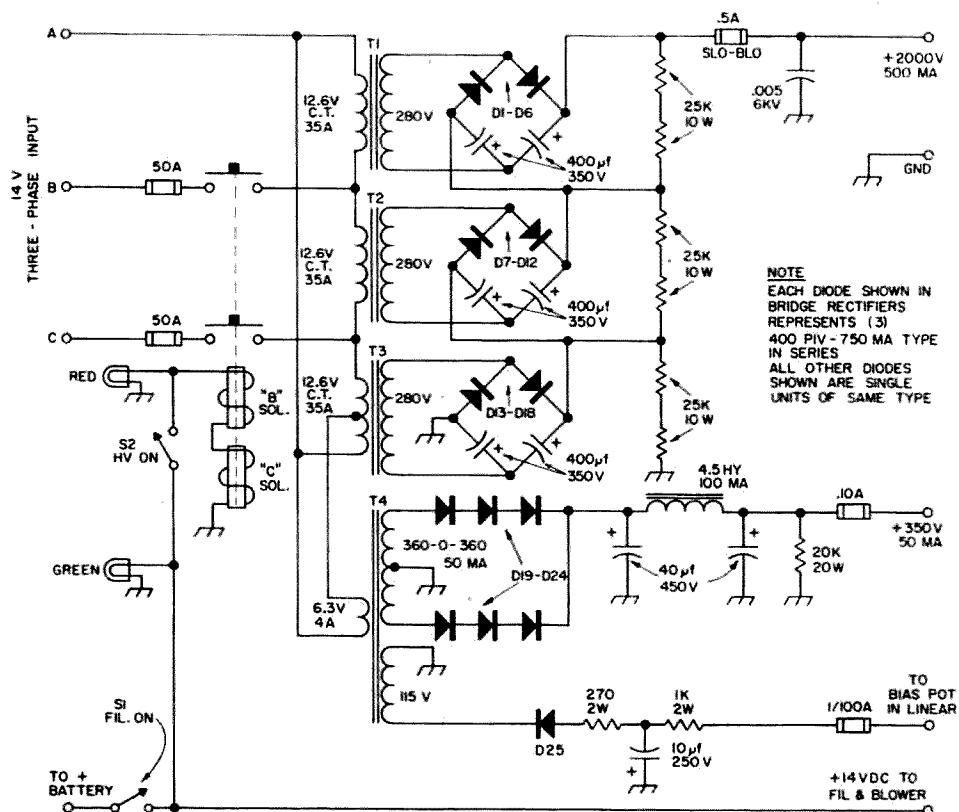 A
T1
.5A
SLO-BLO
+2000V
500 MA
12.6V
C.T.
35A
280V
D1-D6
+
400µf
350V
25K
10W
.005
6KV
GND
14 V
THREE-PHASE INPUT
50A
B
T2
12.6V
C.T.
35A
280V
D7-D12
+
400µf
350V
25K
10W
NOTE
EACH DIODE SHOWN IN
BRIDGE RECTIFIERS
REPRESENTS (3)
400 PIV-750 MA TYPE
IN SERIES
ALL OTHER DIODES
SHOWN ARE SINGLE
UNITS OF SAME TYPE
50A
C
T3
RED
"B"
SOL.
12.6V
C.T.
35A
280V
D13-D18
+
400µf
350V
25K
10W
S2
HV ON
"C"
SOL.
T4
4.5HY
100 MA
.10A
+350V
50 MA
360-0-360
50 MA
D19-D24
+
40µf
450V
+
20K
20W
GREEN
6.3V
4A
115 V
S1
FIL. ON
D25
270
2W
1K
2W
+
10µf
250V
1/100A
TO
BIAS POT
IN LINEAR
TO +
BATTERY
+14VDC TO
FIL & BLOWER